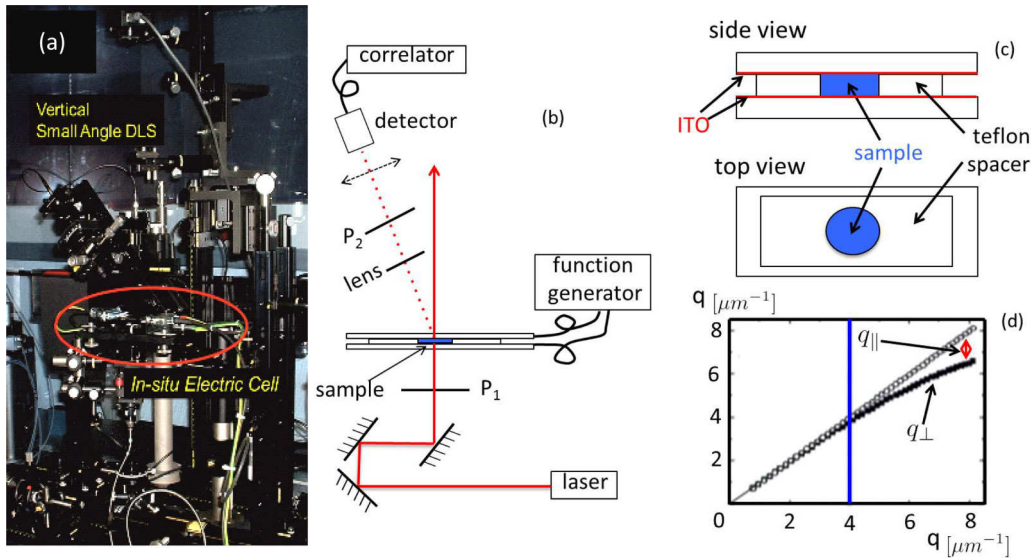 (a)
Vertical
Small Angle DLS
In-situ Electric Cell
correlator
detector
(b)
P2
lens
function
generator
sample
P1
laser
side view
(c)
ITO
sample
teflon
spacer
top view
q [μm⁻¹]
(d)
8
6
4
2
q∥
q⊥
0 2 4 6 8
q [μm⁻¹]